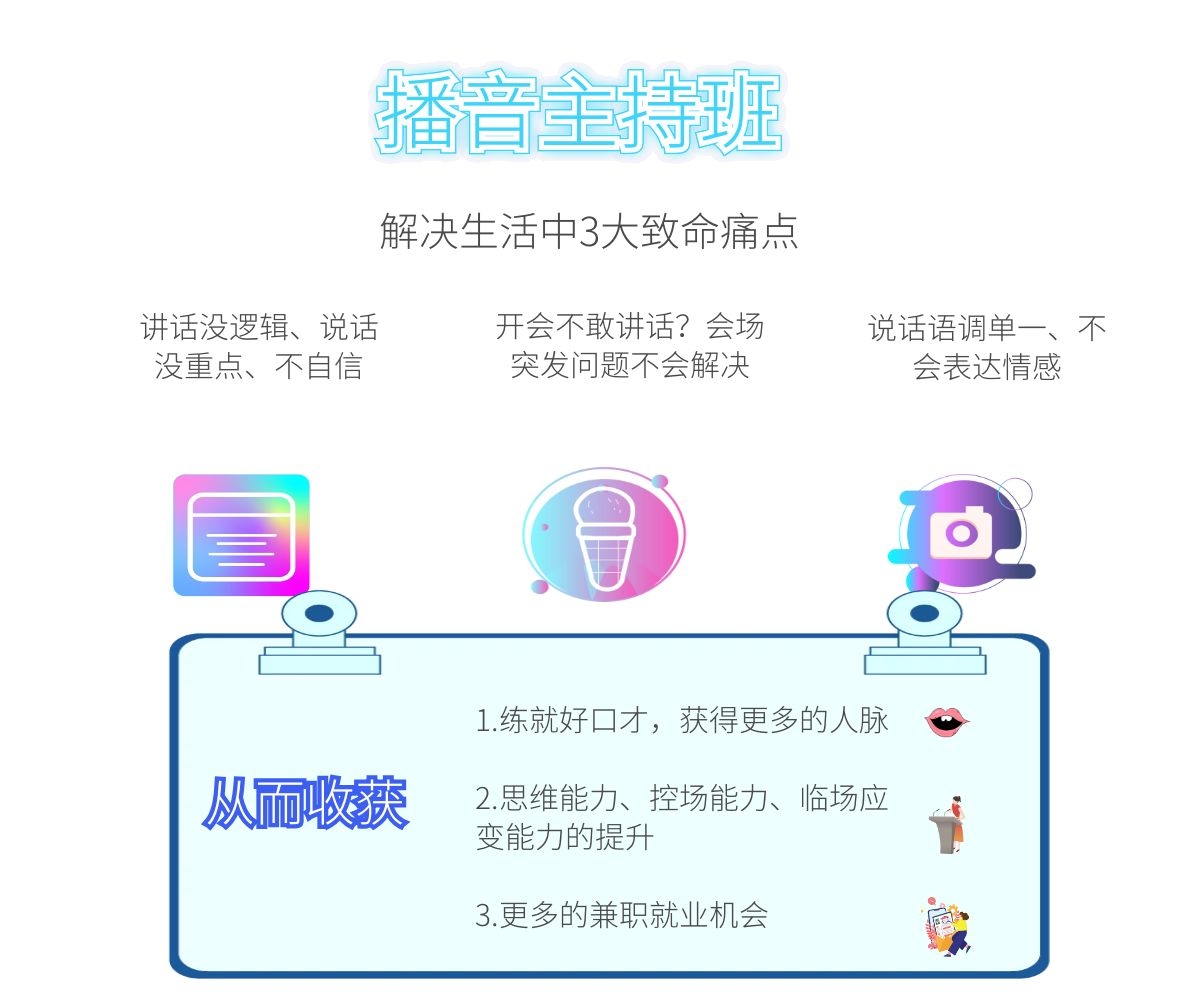 播音主持班
解决生活中3大致命痛点
讲话没逻辑、说话
没重点、不自信
开会不敢讲话？会场
突发问题不会解决
说话语调单一、不
会表达情感
从而收获
1.练就好口才，获得更多的人脉
2.思维能力、控场能力、临场应
变能力的提升
3.更多的兼职就业机会